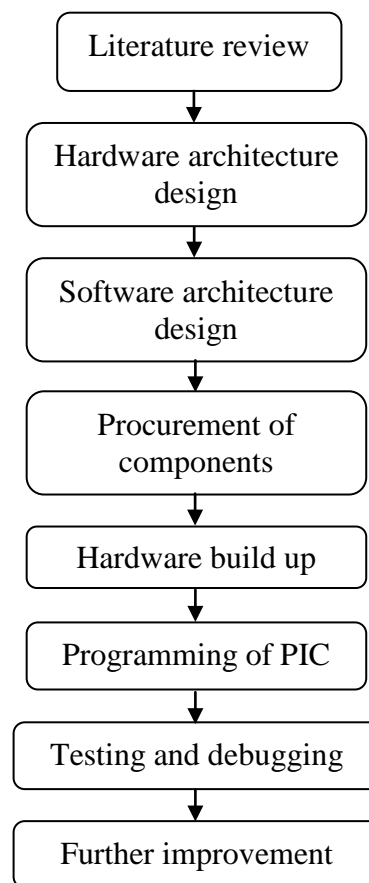 Literature review
Hardware architecture
design
Software architecture
design
Procurement of
components
Hardware build up
Programming of PIC
Testing and debugging
Further improvement